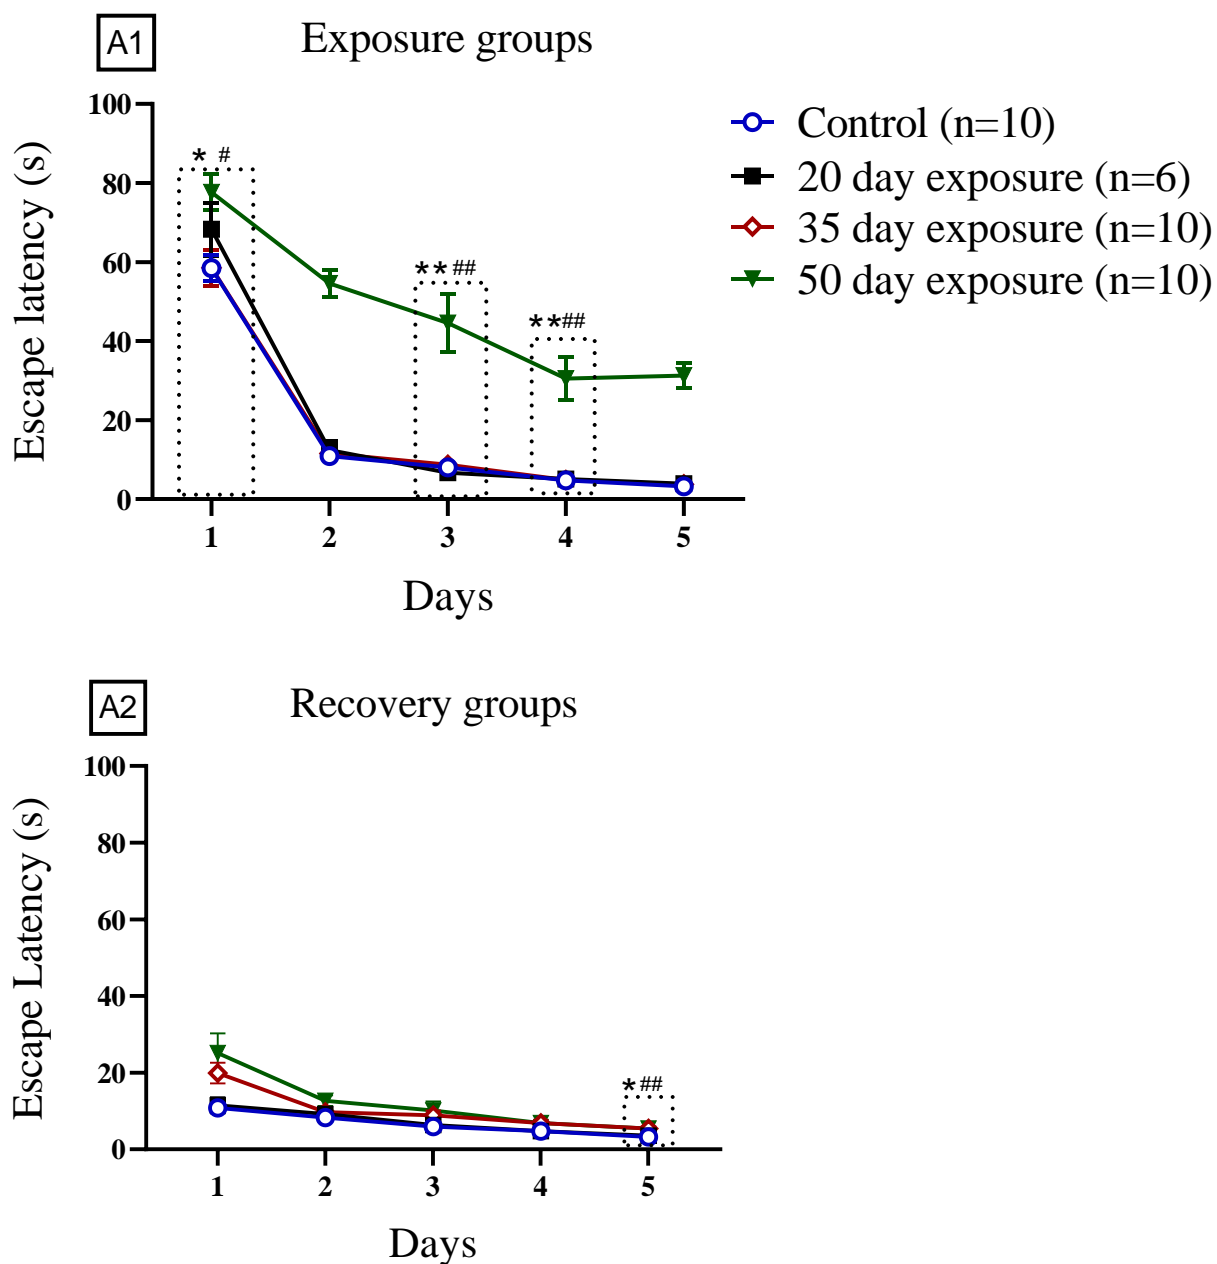 A1
Exposure groups
Escape latency (s)
100
80
60
40
20
0
* #
** ##
**##
1 2 3 4 5
Days
Control (n=10)
20 day exposure (n=6)
35 day exposure (n=10)
50 day exposure (n=10)
A2
Recovery groups
Escape Latency (s)
100
80
60
40
20
0
*##
1 2 3 4 5
Days